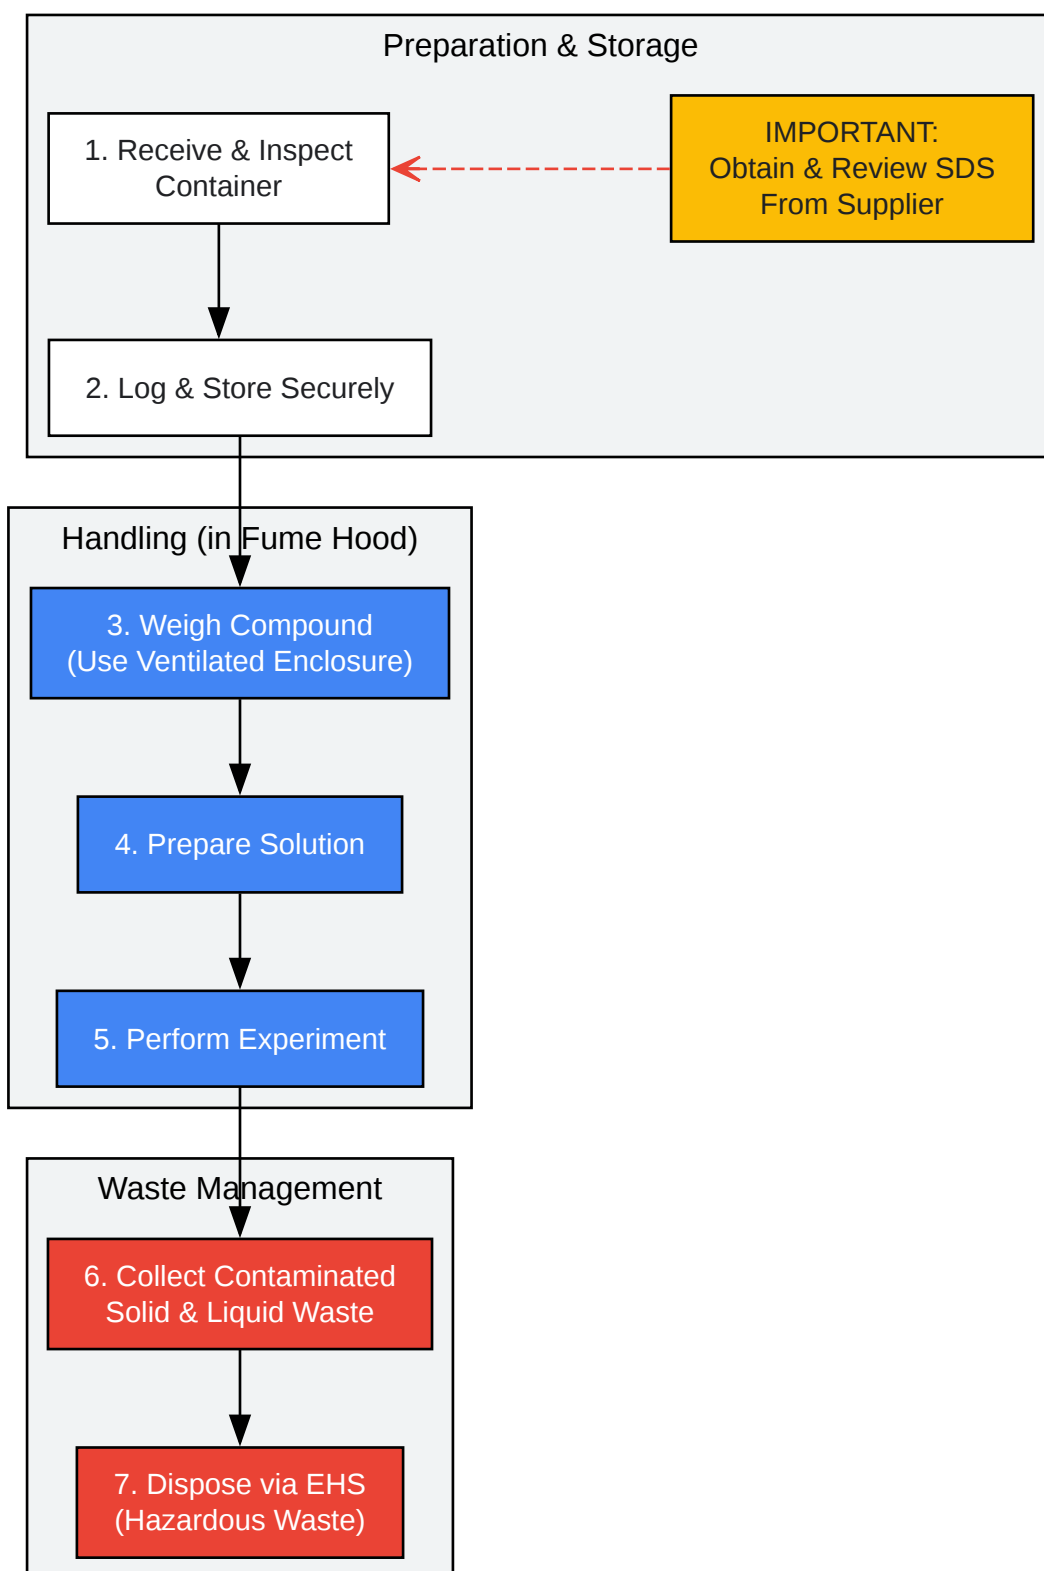 Preparation & Storage
1. Receive & Inspect
Container
IMPORTANT:
Obtain & Review SDS
From Supplier
2. Log & Store Securely
Handling (in Fume Hood)
3. Weigh Compound
(Use Ventilated Enclosure)
4. Prepare Solution
5. Perform Experiment
Waste Management
6. Collect Contaminated
Solid & Liquid Waste
7. Dispose via EHS
(Hazardous Waste)